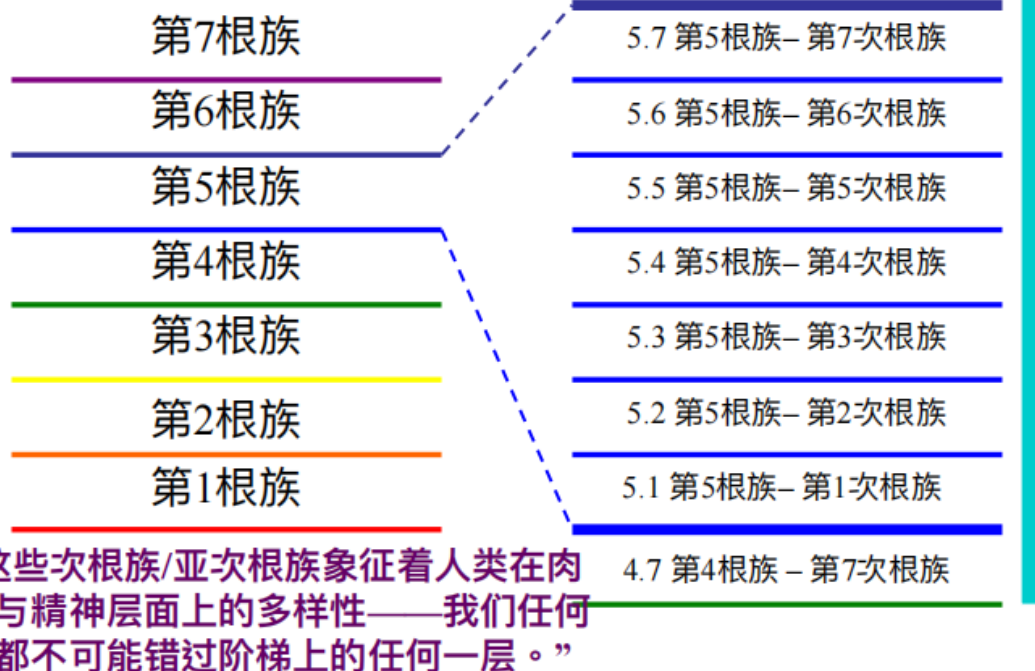 第7根族
第6根族
第5根族
第4根族
第3根族
第2根族
第1根族
5.7 第5根族– 第7次根族
5.6 第5根族– 第6次根族
5.5 第5根族– 第5次根族
5.4 第5根族– 第4次根族
5.3 第5根族– 第3次根族
5.2 第5根族– 第2次根族
5.1 第5根族– 第1次根族
4.7 第4根族 – 第7次根族
这些次根族/亚次根族象征着人类在肉
与精神层面上的多样性——我们任何
都不可能错过阶梯上的任何一层。”